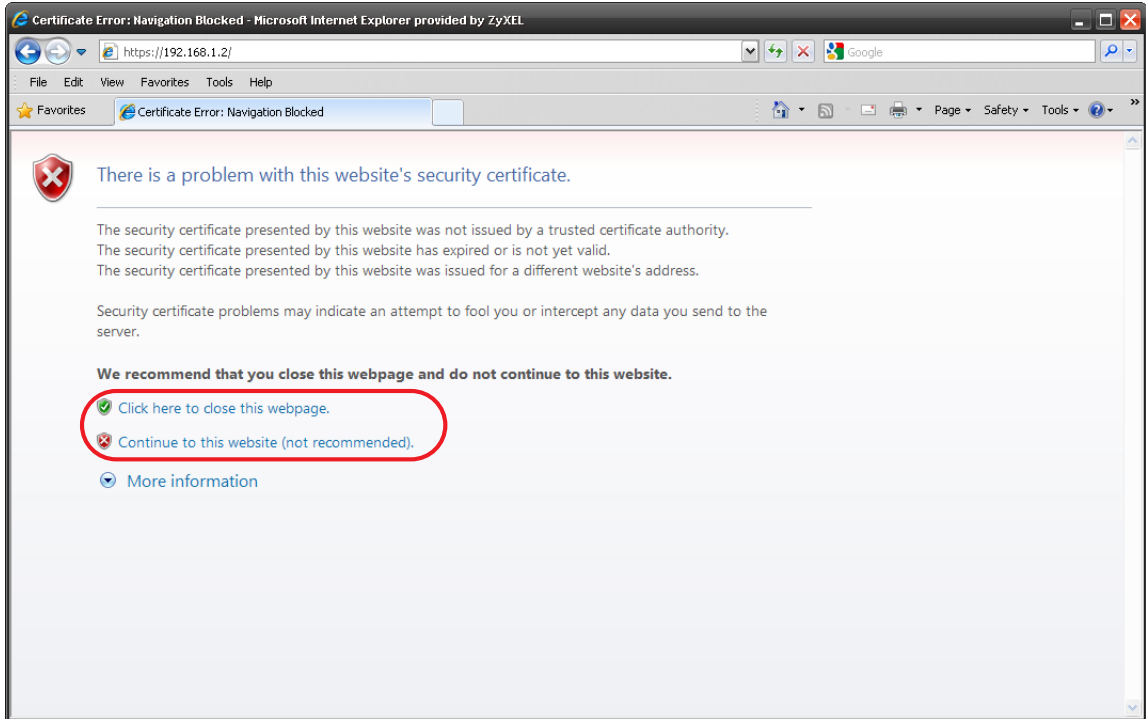 Certificate Error: Navigation Blocked - Microsoft Internet Explorer provided by ZyXEL
https://192.168.1.2/
Google
File Edit View Favorites Tools Help
Favorites
Certificate Error: Navigation Blocked
Page Safety Tools
There is a problem with this website's security certificate.
The security certificate presented by this website was not issued by a trusted certificate authority.
The security certificate presented by this website has expired or is not yet valid.
The security certificate presented by this website was issued for a different website's address.
Security certificate problems may indicate an attempt to fool you or intercept any data you send to the
server.
We recommend that you close this webpage and do not continue to this website.
Click here to close this webpage.
Continue to this website (not recommended).
More information